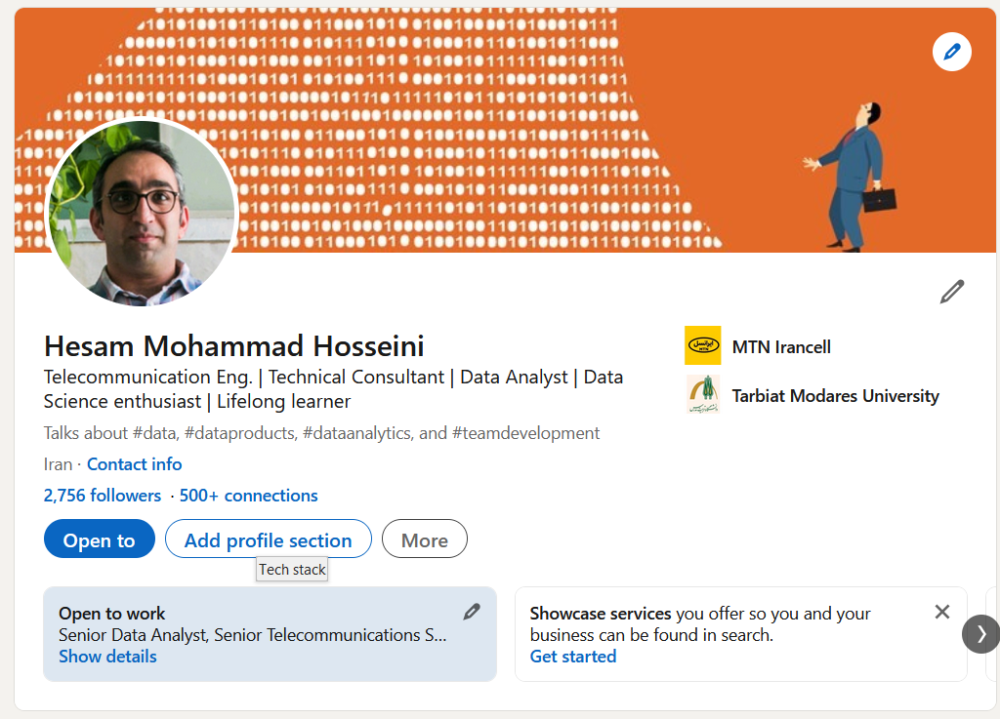 Hesam Mohammad Hosseini
Telecommunication Eng. | Technical Consultant | Data Analyst | Data
Science enthusiast | Lifelong learner
Talks about #data, #dataproducts, #dataanalytics, and #teamdevelopment
Iran · Contact info
2,756 followers · 500+ connections
ایرانسل
MTN
MTN Irancell
Tarbiat Modares University
Open to
Add profile section
More
Tech stack
Open to work
Senior Data Analyst, Senior Telecommunications S...
Show details
Showcase services you offer so you and your
business can be found in search.
Get started